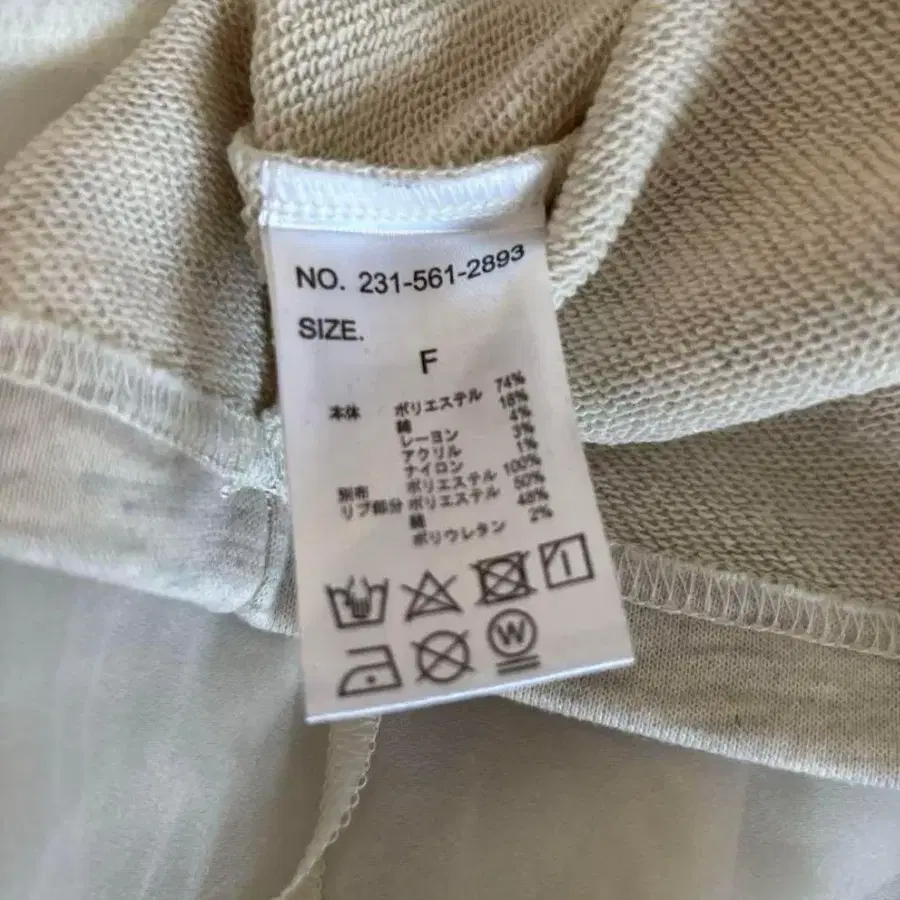 NO. 231-561-2893
SIZE.
F
本体 ポリエステル 74%
綿 18%
レーヨン 4%
アクリル 3%
ナイロン 1%
別布 ポリエステル 100%
リブ部分 ポリエステル 50%
綿 48%
ポリウレタン 2%
W